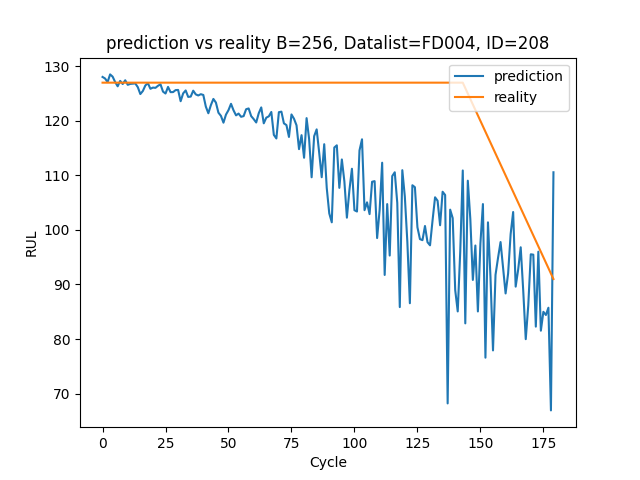 prediction vs reality B=256, Datalist=FD004, ID=208
130
120
110
100
90
80
70
RUL
prediction
reality
0 25 50 75 100 125 150 175
Cycle